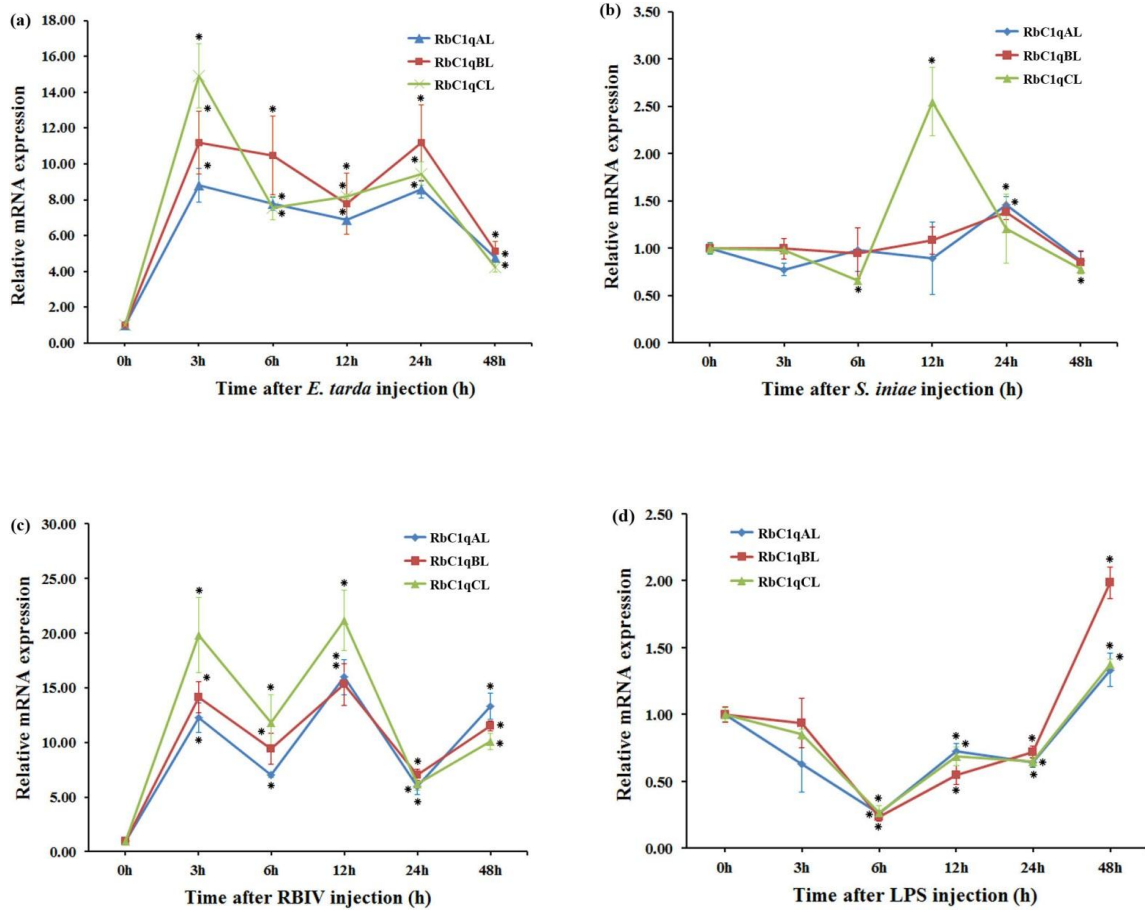 (a)
18.00
16.00
14.00
12.00
10.00
8.00
6.00
4.00
2.00
0.00
Relative mRNA expression
RbC1qAL
RbC1qBL
RbC1qCL
* * * * * * * * * * * * * * *
0h 3h 6h 12h 24h 48h
Time after E. tarda injection (h)
(b)
3.50
3.00
2.50
2.00
1.50
1.00
0.50
0.00
Relative mRNA expression
RbC1qAL
RbC1qBL
RbC1qCL
* * * * *
0h 3h 6h 12h 24h 48h
Time after S. iniae injection (h)
(c)
30.00
25.00
20.00
15.00
10.00
5.00
0.00
Relative mRNA expression
RbC1qAL
RbC1qBL
RbC1qCL
* * * * * * * * * * * * * * *
0h 3h 6h 12h 24h 48h
Time after RBIV injection (h)
(d)
2.50
2.00
1.50
1.00
0.50
0.00
Relative mRNA expression
RbC1qAL
RbC1qBL
RbC1qCL
* * * * * * * * * * * *
0h 3h 6h 12h 24h 48h
Time after LPS injection (h)